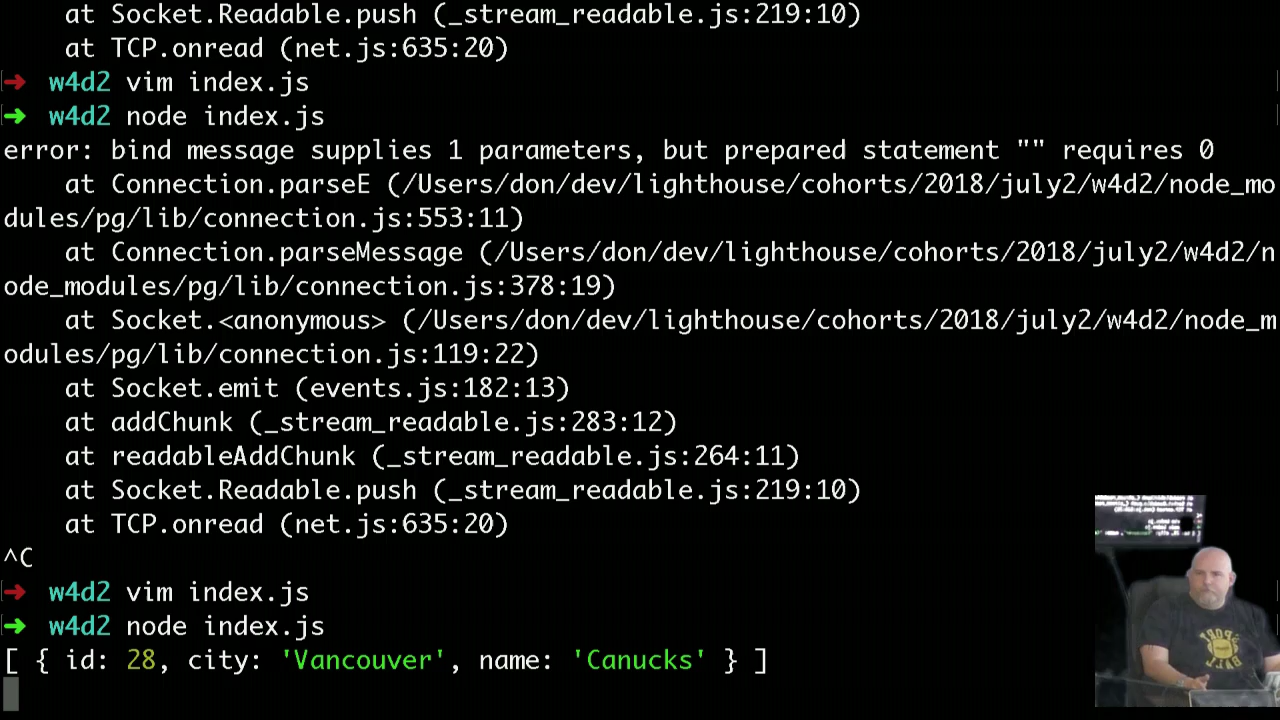 at Socket.Readable.push (_stream_readable.js:219:10)
    at TCP.onread (net.js:635:20)
➜  w4d2 vim index.js
➜  w4d2 node index.js
error: bind message supplies 1 parameters, but prepared statement "" requires 0
    at Connection.parseE (/Users/don/dev/lighthouse/cohorts/2018/july2/w4d2/node_mo
dules/pg/lib/connection.js:553:11)
    at Connection.parseMessage (/Users/don/dev/lighthouse/cohorts/2018/july2/w4d2/n
ode_modules/pg/lib/connection.js:378:19)
    at Socket.<anonymous> (/Users/don/dev/lighthouse/cohorts/2018/july2/w4d2/node_m
odules/pg/lib/connection.js:119:22)
    at Socket.emit (events.js:182:13)
    at addChunk (_stream_readable.js:283:12)
    at readableAddChunk (_stream_readable.js:264:11)
    at Socket.Readable.push (_stream_readable.js:219:10)
    at TCP.onread (net.js:635:20)
^C
➜  w4d2 vim index.js
➜  w4d2 node index.js
[ { id: 28, city: 'Vancouver', name: 'Canucks' } ]